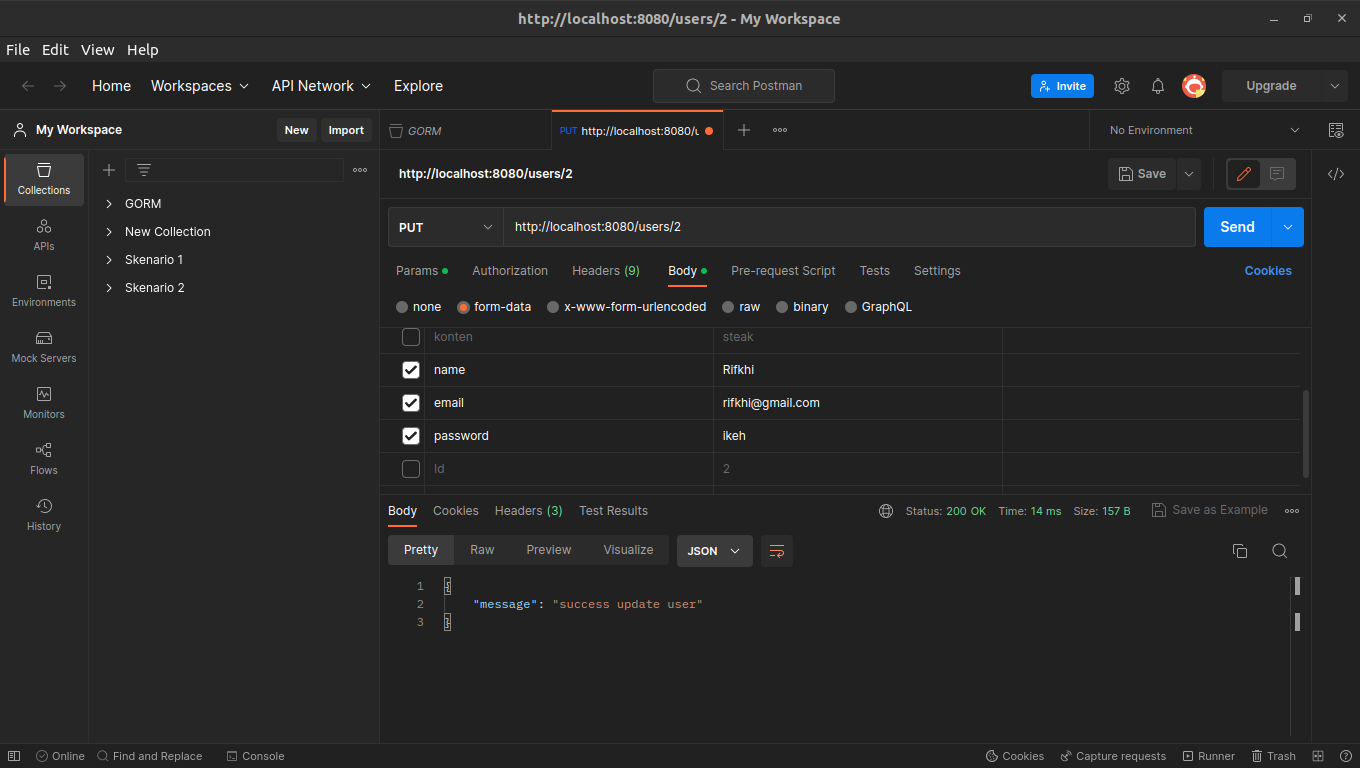 http://localhost:8080/users/2 - My Workspace
File Edit View Help
Home Workspaces API Network Explore
Search Postman
Invite
Upgrade
My Workspace
New Import
GORM
PUT http://localhost:8080/u
No Environment
Collections
APIs
Environments
Mock Servers
Monitors
Flows
History
GORM
New Collection
Skenario 1
Skenario 2
http://localhost:8080/users/2
Save
PUT http://localhost:8080/users/2
Send
Params Authorization Headers (9) Body Pre-request Script Tests Settings Cookies
none form-data x-www-form-urlencoded raw binary GraphQL
konten steak
name Rifkhi
email rifkhi@gmail.com
password ikeh
Id 2
Body Cookies Headers (3) Test Results
Status: 200 OK Time: 14 ms Size: 157 B Save as Example
Pretty Raw Preview Visualize JSON
1 {
2 "message": "success update user"
3 }
Online Find and Replace Console
Cookies Capture requests Runner Trash